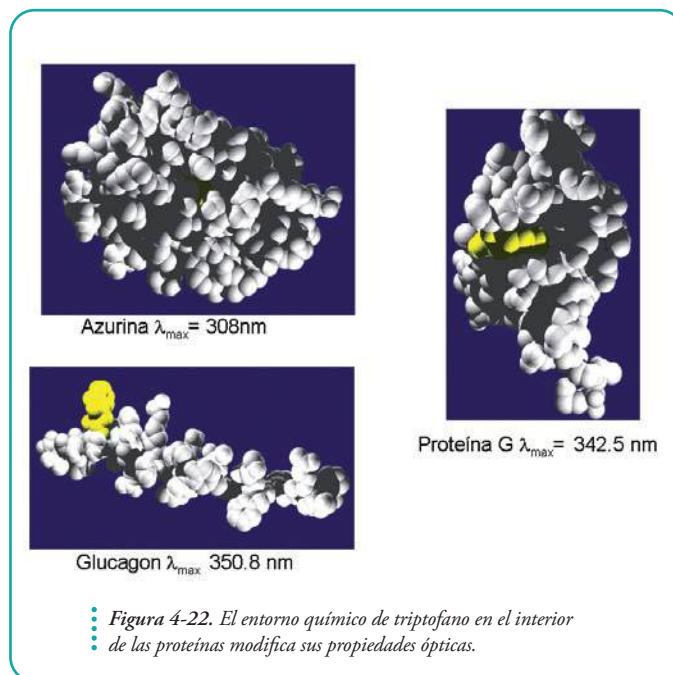 Azurina λmax= 308nm
Proteína G λmax= 342.5 nm
Glucagon λmax 350.8 nm
Figura 4-22. El entorno químico de triptofano en el interior
de las proteínas modifica sus propiedades ópticas.